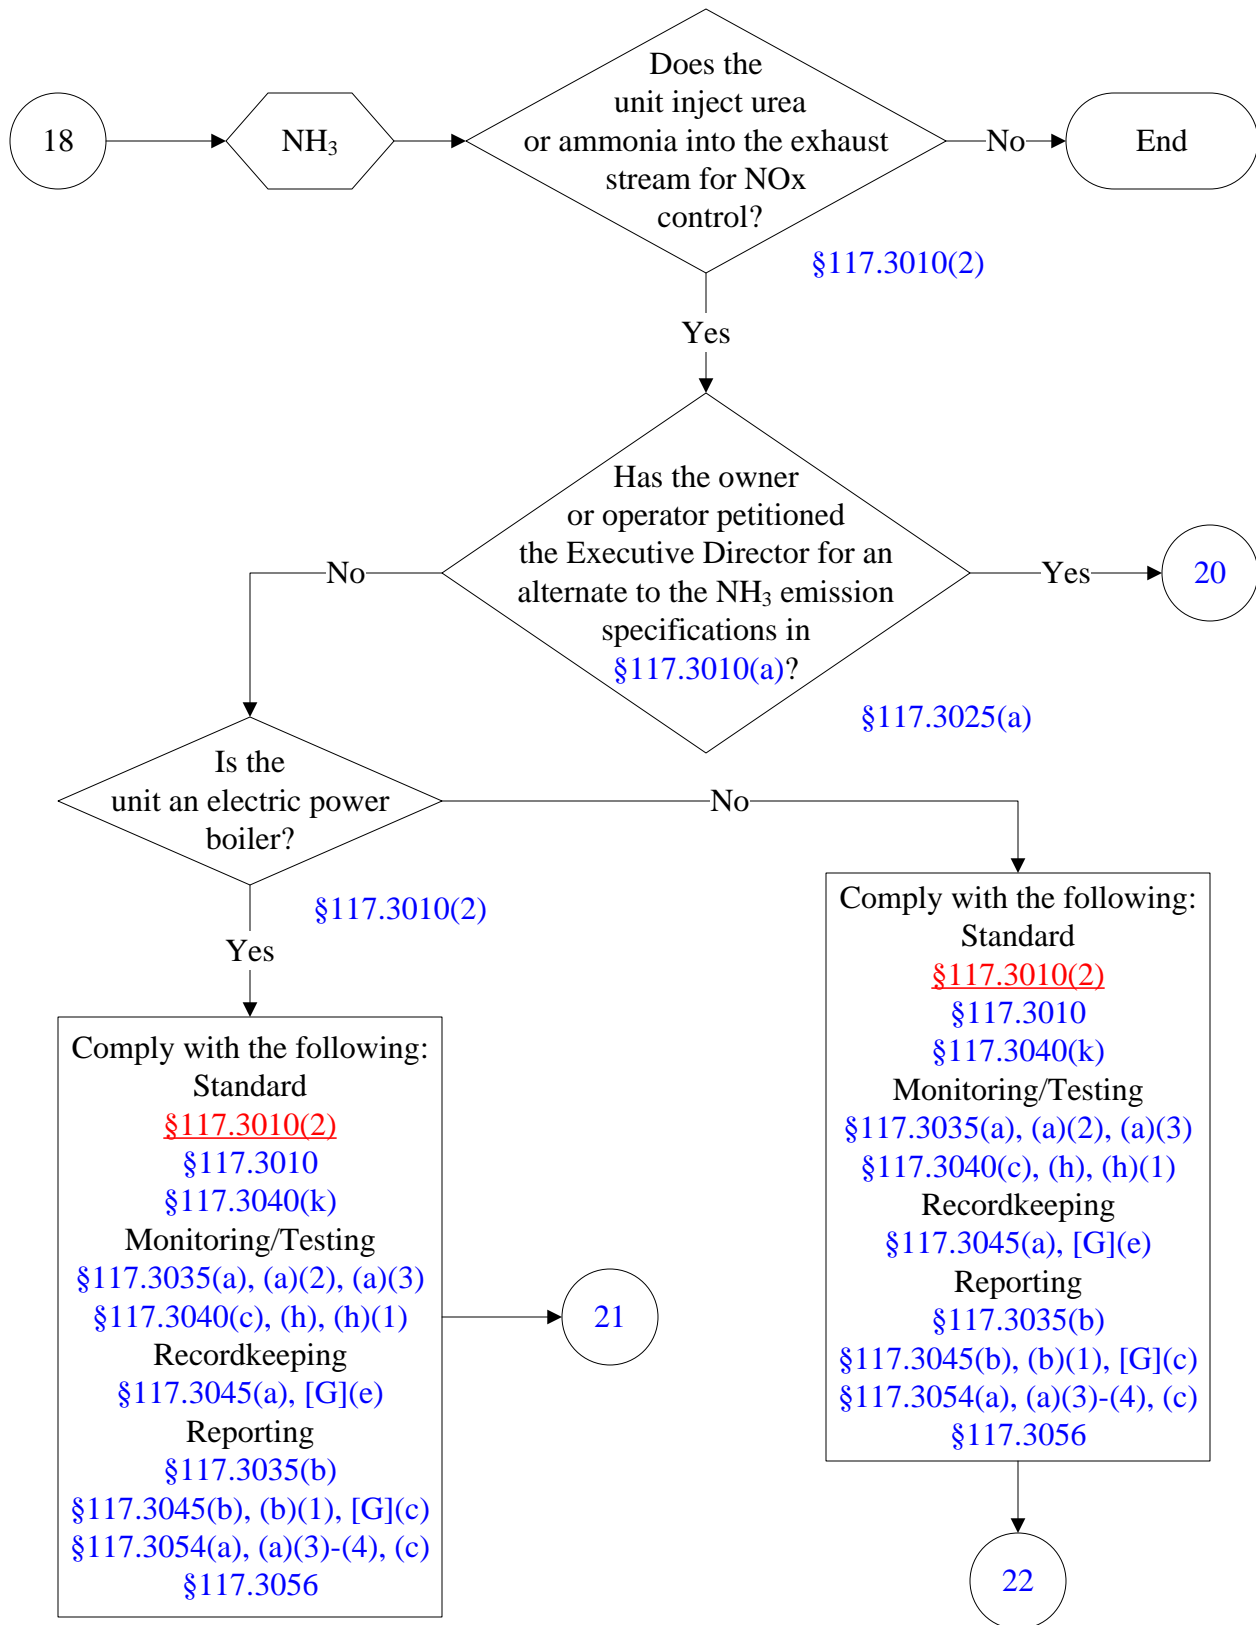 18
NH₃
Does the
unit inject urea
or ammonia into the exhaust
stream for NOx
control?
No
End
§117.3010(2)
Yes
Has the owner
or operator petitioned
the Executive Director for an
alternate to the NH₃ emission
specifications in
§117.3010(a)?
No
Yes
20
§117.3025(a)
Is the
unit an electric power
boiler?
No
§117.3010(2)
Yes
Comply with the following:
Standard
§117.3010(2)
§117.3010
§117.3040(k)
Monitoring/Testing
§117.3035(a), (a)(2), (a)(3)
§117.3040(c), (h), (h)(1)
Recordkeeping
§117.3045(a), [G](e)
Reporting
§117.3035(b)
§117.3045(b), (b)(1), [G](c)
§117.3054(a), (a)(3)-(4), (c)
§117.3056
21
Comply with the following:
Standard
§117.3010(2)
§117.3010
§117.3040(k)
Monitoring/Testing
§117.3035(a), (a)(2), (a)(3)
§117.3040(c), (h), (h)(1)
Recordkeeping
§117.3045(a), [G](e)
Reporting
§117.3035(b)
§117.3045(b), (b)(1), [G](c)
§117.3054(a), (a)(3)-(4), (c)
§117.3056
22